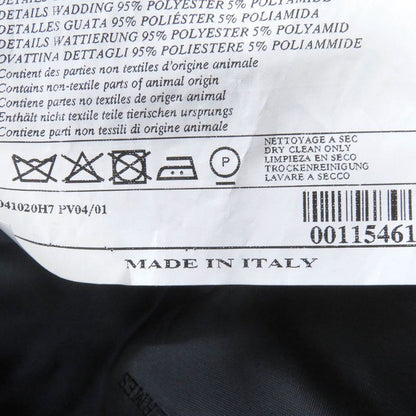 DETAILS WADDING 95% POLYESTER 5% POLYAMID
DETALLES GUATA 95% POLIÉSTER 5% POLIAMIDA
DETAILS WATTIERUNG 95% POLYESTER 5% POLYAMID
OVATTINA DETTAGLI 95% POLIESTERE 5% POLIAMMIDE
Contient des parties non textiles d'origine animale
Contains non-textile parts of animal origin
Contiene partes no textiles de origen animal
Enthält nicht textile teile tierischen ursprungs
Contiene parti non tessili di origine animale
P
NETTOYAGE A SEC
DRY CLEAN ONLY
LIMPIEZA EN SECO
TROCKENREINIGUNG
LAVARE A SECCO
041020H7 PV04/01
00115461
MADE IN ITALY